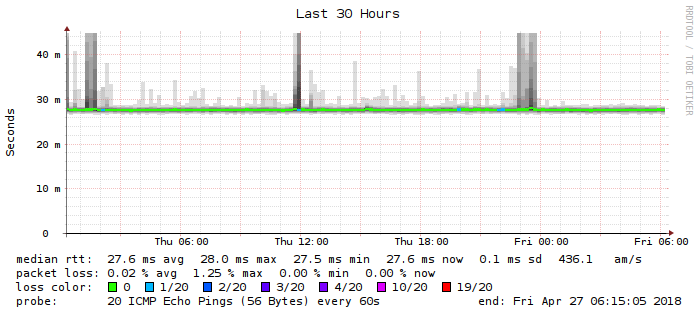 Last 30 Hours
RRDTOOL / TOBI OETIKER
Seconds
40 m
30 m
20 m
10 m
0
Thu 06:00 Thu 12:00 Thu 18:00 Fri 00:00 Fri 06:00
median rtt: 27.6 ms avg 28.0 ms max 27.5 ms min 27.6 ms now 0.1 ms sd 436.1 am/s
packet loss: 0.02 % avg 1.25 % max 0.00 % min 0.00 % now
loss color: 0 1/20 2/20 3/20 4/20 10/20 19/20
probe: 20 ICMP Echo Pings (56 Bytes) every 60s end: Fri Apr 27 06:15:05 2018